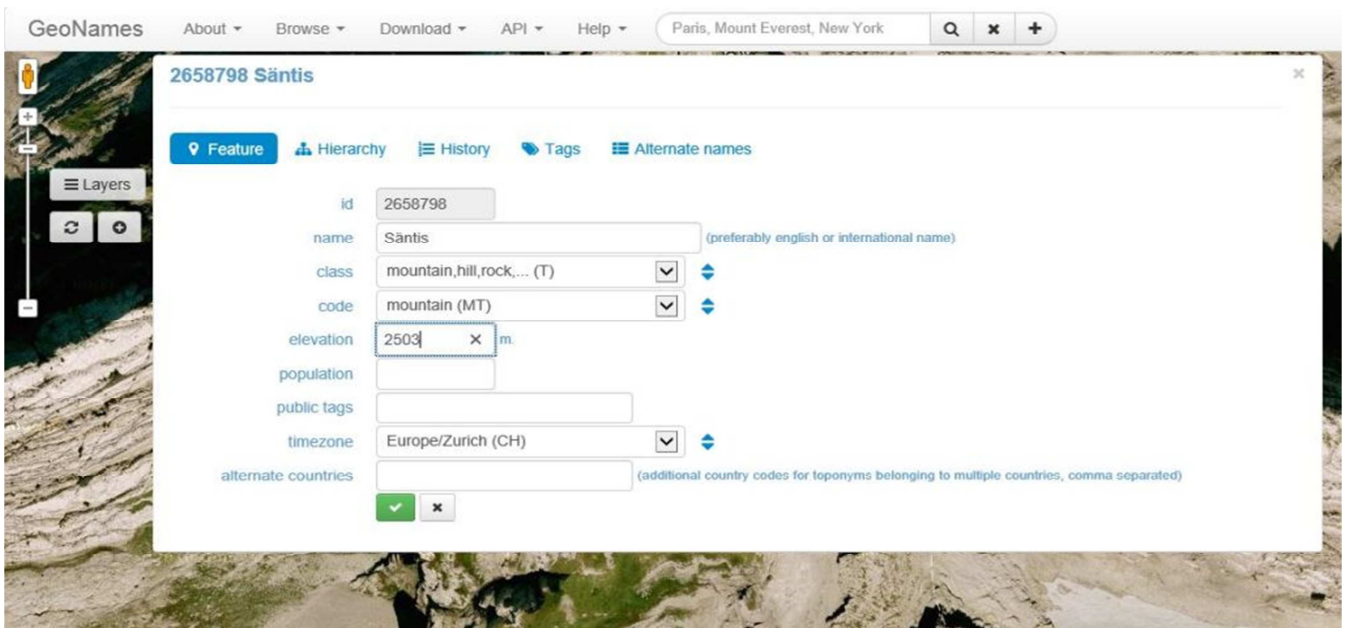 GeoNames About Browse Download API Help Paris, Mount Everest, New York
2658798 Säntis
Feature Hierarchy History Tags Alternate names
Layers
id 2658798
name Säntis (preferably english or international name)
class mountain,hill,rock,... (T)
code mountain (MT)
elevation 2503 m.
population
public tags
timezone Europe/Zurich (CH)
alternate countries (additional country codes for toponyms belonging to multiple countries, comma separated)